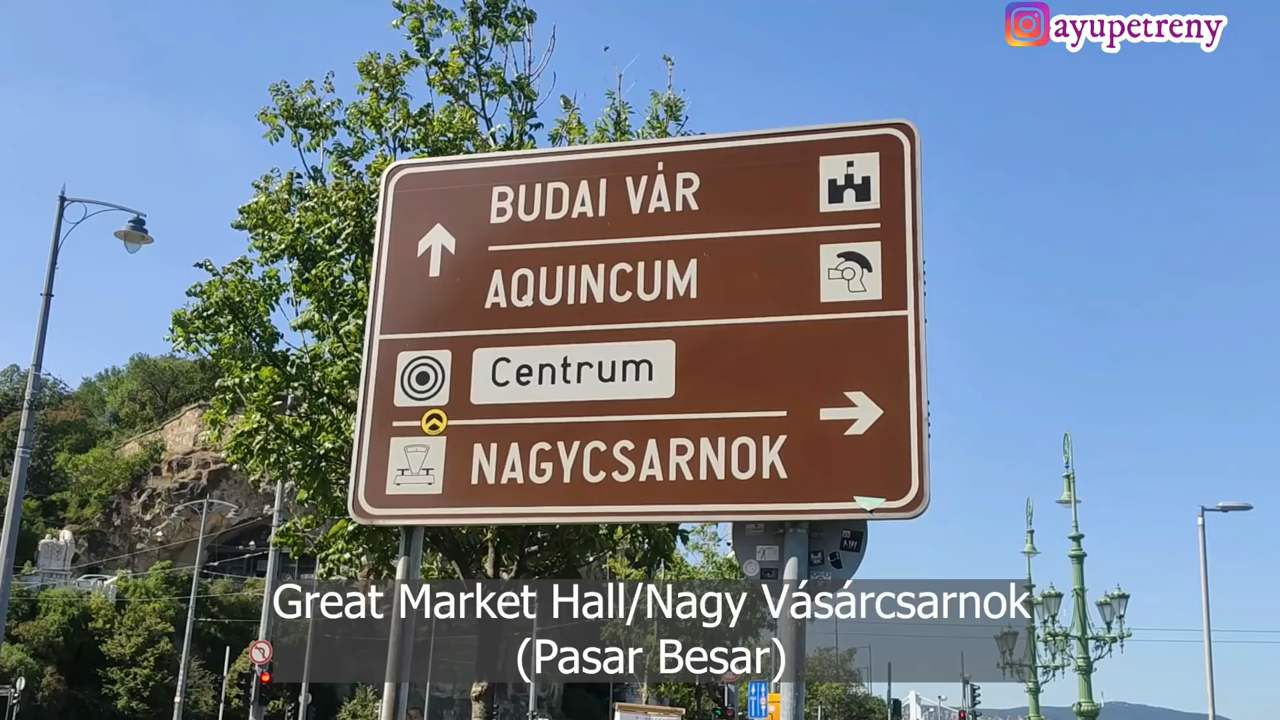 ayupetreny
BUDAI VÁR
AQUINCUM
Centrum
NAGYCSARNOK
Great Market Hall/Nagy Vásárcsarnok
(Pasar Besar)